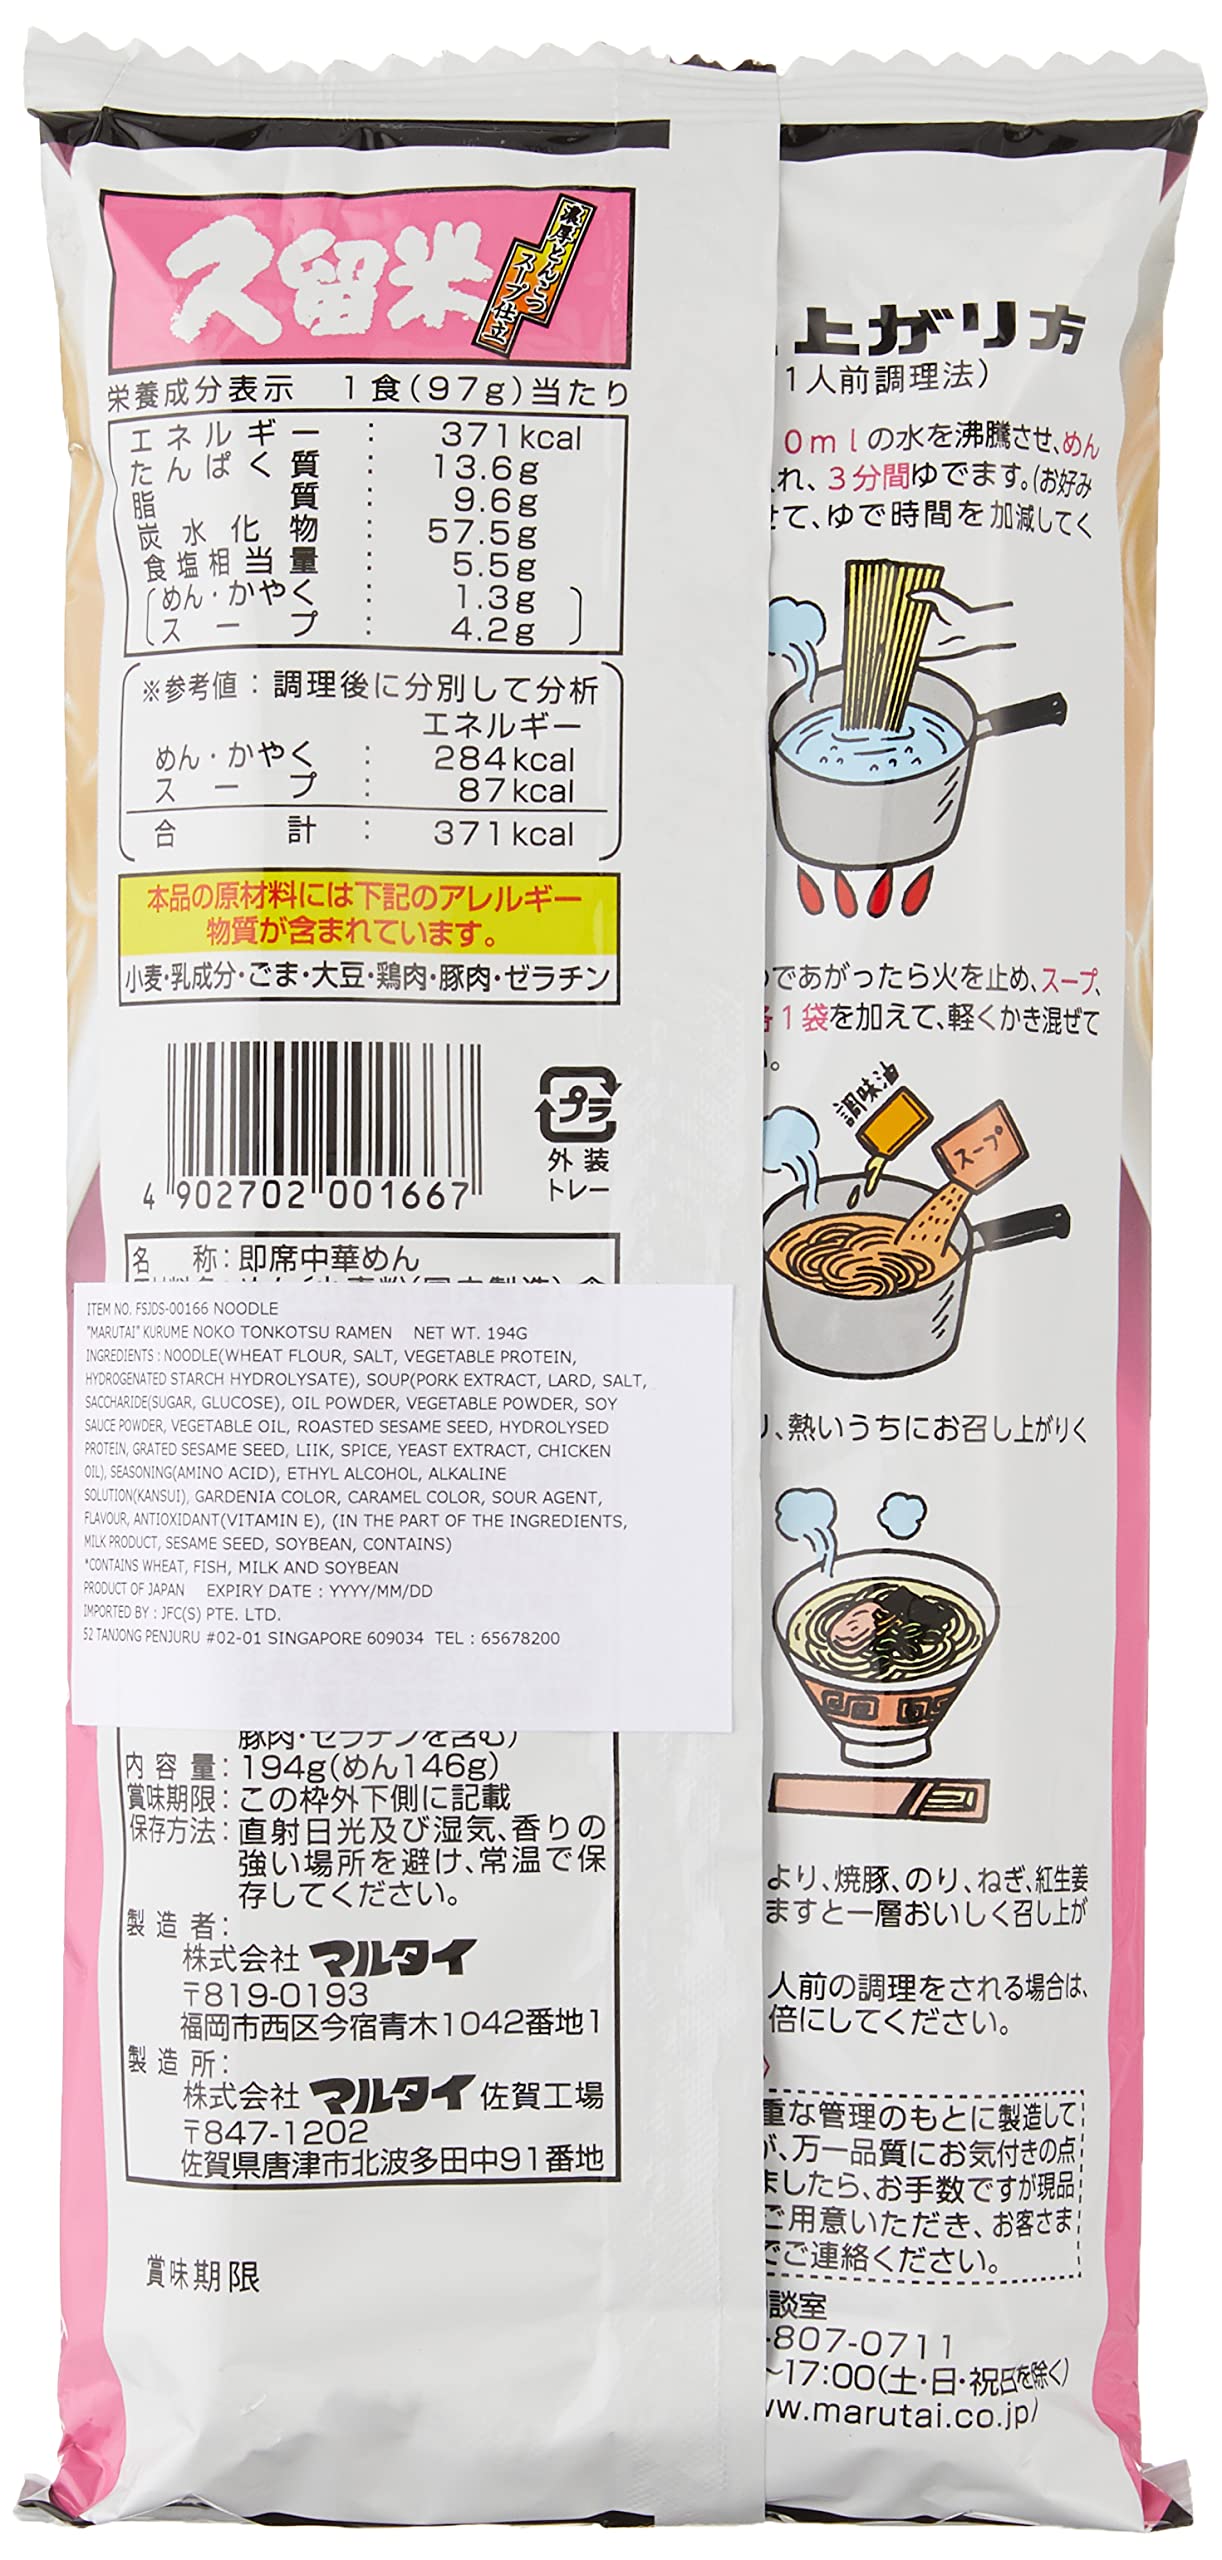 久留米
濃厚とんこつ
スープ仕立
栄養成分表示 1食(97g)当たり
エネルギー : 371kcal
たんぱく質 : 13.6g
脂質 : 9.6g
炭水化物 : 57.5g
食塩相当量 : 5.5g
めん・かやく : 1.3g
スープ : 4.2g
※参考値:調理後に分別して分析
エネルギー
めん・かやく : 284kcal
スープ : 87kcal
合計 : 371kcal
本品の原材料には下記のアレルギー
物質が含まれています。
小麦・乳成分・ごま・大豆・鶏肉・豚肉・ゼラチン
4 902702 001667
プラ
外装
トレー
名称:即席中華めん
ITEM NO. FSJDS-00166 NOODLE
"MARUTAI" KURUME NOKO TONKOTSU RAMEN NET WT. 194G
INGREDIENTS : NOODLE(WHEAT FLOUR, SALT, VEGETABLE PROTEIN,
HYDROGENATED STARCH HYDROLYSATE), SOUP(PORK EXTRACT, LARD, SALT,
SACCHARIDE(SUGAR, GLUCOSE), OIL POWDER, VEGETABLE POWDER, SOY
SAUCE POWDER, VEGETABLE OIL, ROASTED SESAME SEED, HYDROLYSED
PROTEIN, GRATED SESAME SEED, LIIK, SPICE, YEAST EXTRACT, CHICKEN
OIL), SEASONING(AMINO ACID), ETHYL ALCOHOL, ALKALINE
SOLUTION(KANSUI), GARDENIA COLOR, CARAMEL COLOR, SOUR AGENT,
FLAVOUR, ANTIOXIDANT(VITAMIN E), (IN THE PART OF THE INGREDIENTS,
MILK PRODUCT, SESAME SEED, SOYBEAN, CONTAINS)
*CONTAINS WHEAT, FISH, MILK AND SOYBEAN
PRODUCT OF JAPAN EXPIRY DATE : YYYY/MM/DD
IMPORTED BY : JFC(S) PTE. LTD.
52 TANJONG PENJURU #02-01 SINGAPORE 609034 TEL : 65678200
豚肉・ゼラチンを含む)
内容量:194g(めん146g)
賞味期限:この枠外下側に記載
保存方法:直射日光及び湿気、香りの
強い場所を避け、常温で保
存してください。
製造者:
株式会社 マルタイ
〒819-0193
福岡市西区今宿青木1042番地1
製造所:
株式会社 マルタイ 佐賀工場
〒847-1202
佐賀県唐津市北波多田中91番地
賞味期限
上がり方
1人前調理法)
0mlの水を沸騰させ、めん
れ、3分間ゆでます。(お好み
せて、ゆで時間を加減してく
であがったら火を止め、スープ、
各1袋を加えて、軽くかき混ぜて
い。
調味油
スープ
、熱いうちにお召し上がりく
より、焼豚、のり、ねぎ、紅生姜
ますと一層おいしく召し上が
人前の調理をされる場合は、
倍にしてください。
重な管理のもとに製造して
が、万一品質にお気付きの点
ましたら、お手数ですが現品
ご用意いただき、お客さま
でご連絡ください。
談室
-807-0711
~17:00(土・日・祝日を除く)
ww.marutai.co.jp/